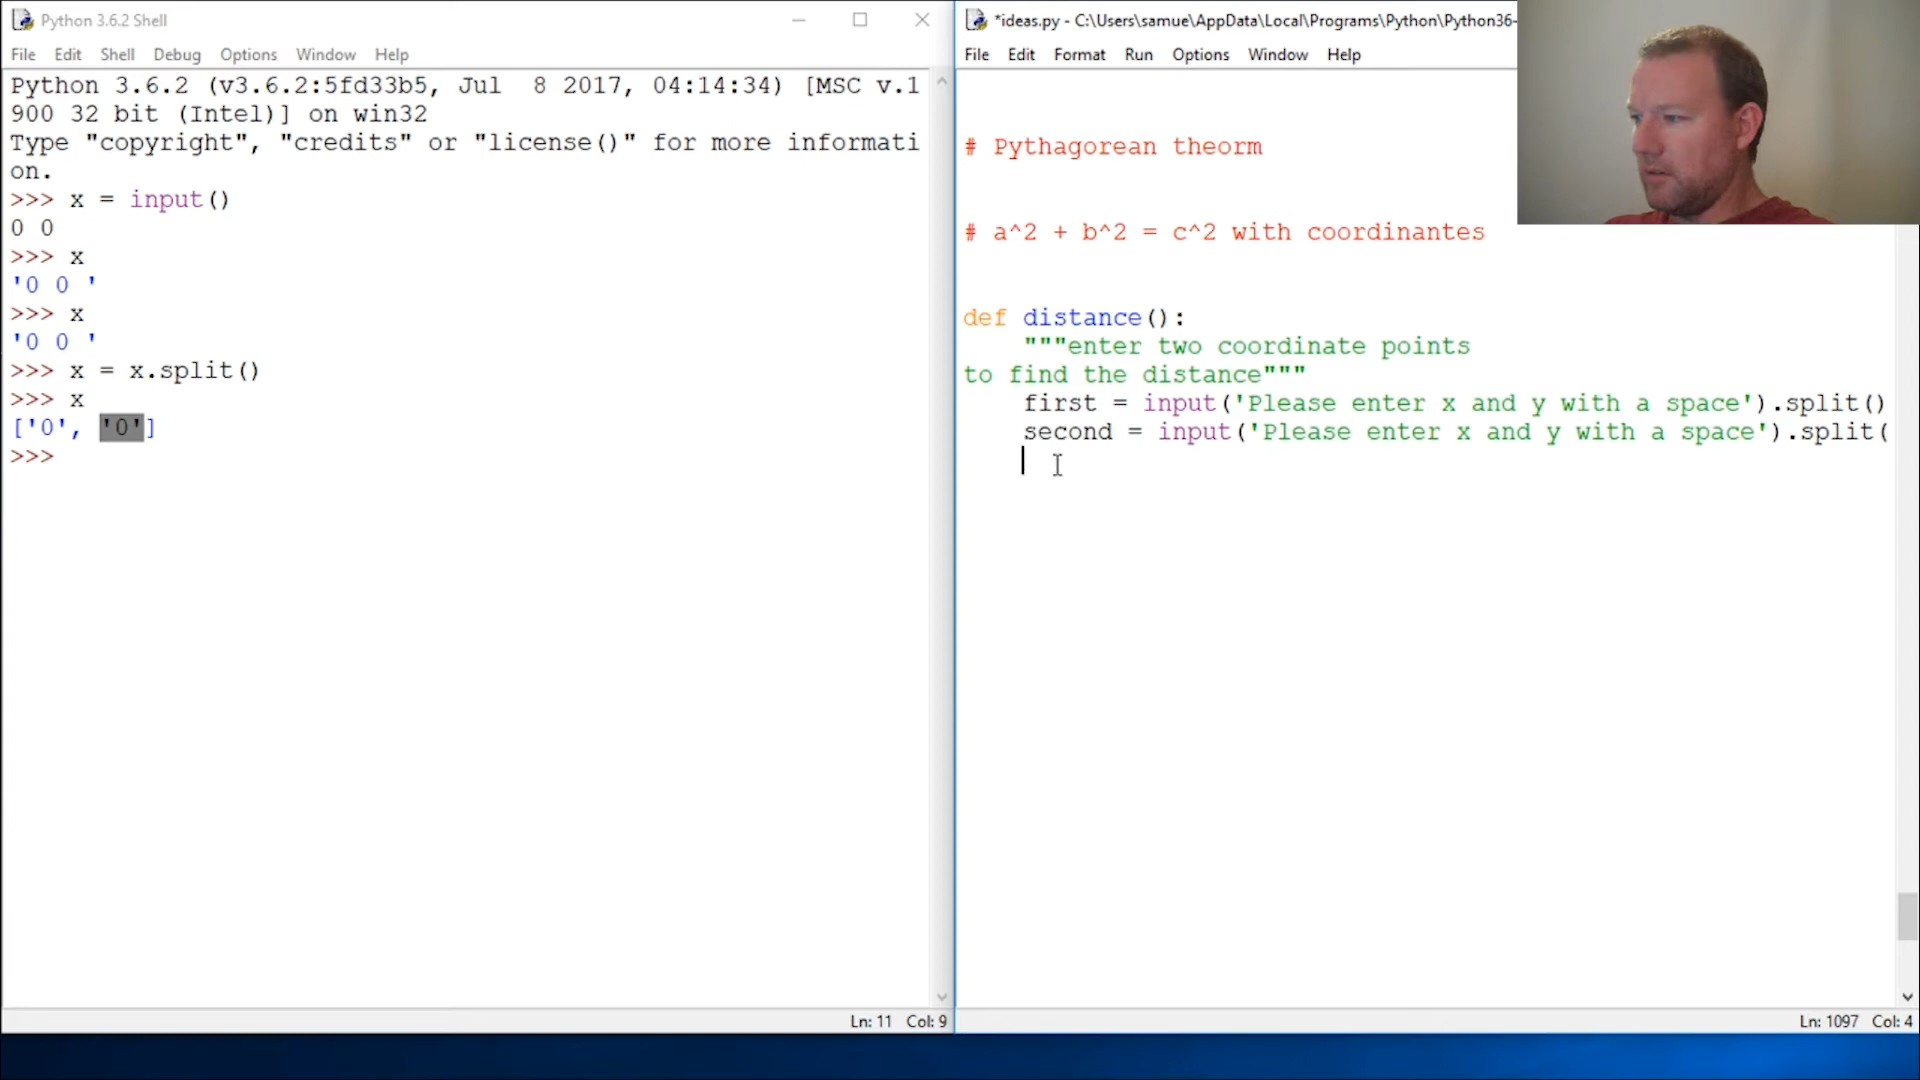 Python 3.6.2 Shell
File Edit Shell Debug Options Window Help
Python 3.6.2 (v3.6.2:5fd33b5, Jul  8 2017, 04:14:34) [MSC v.1
900 32 bit (Intel)] on win32
Type "copyright", "credits" or "license()" for more informati
on.
>>> x = input()
0 0
>>> x
'0 0 '
>>> x
'0 0 '
>>> x = x.split()
>>> x
['0', '0']
>>>
Ln: 11 Col: 9
*ideas.py - C:\Users\samue\AppData\Local\Programs\Python\Python36-
File Edit Format Run Options Window Help
# Pythagorean theorm
# a^2 + b^2 = c^2 with coordinantes
def distance():
    """enter two coordinate points
to find the distance"""
    first = input('Please enter x and y with a space').split()
    second = input('Please enter x and y with a space').split(
Ln: 1097 Col: 4